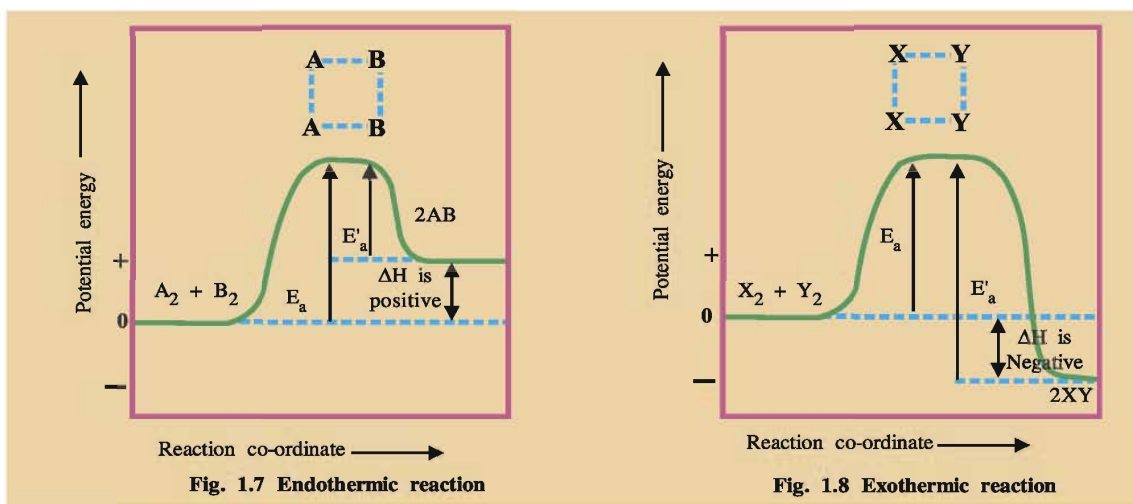 A B
A B
Potential energy
2AB
E'a
+
ΔH is
positive
A2 + B2
Ea
0
–
Reaction co-ordinate
Fig. 1.7 Endothermic reaction
X Y
X Y
Potential energy
Ea
+
X2 + Y2
E'a
0
ΔH is
Negative
–
2XY
Reaction co-ordinate
Fig. 1.8 Exothermic reaction